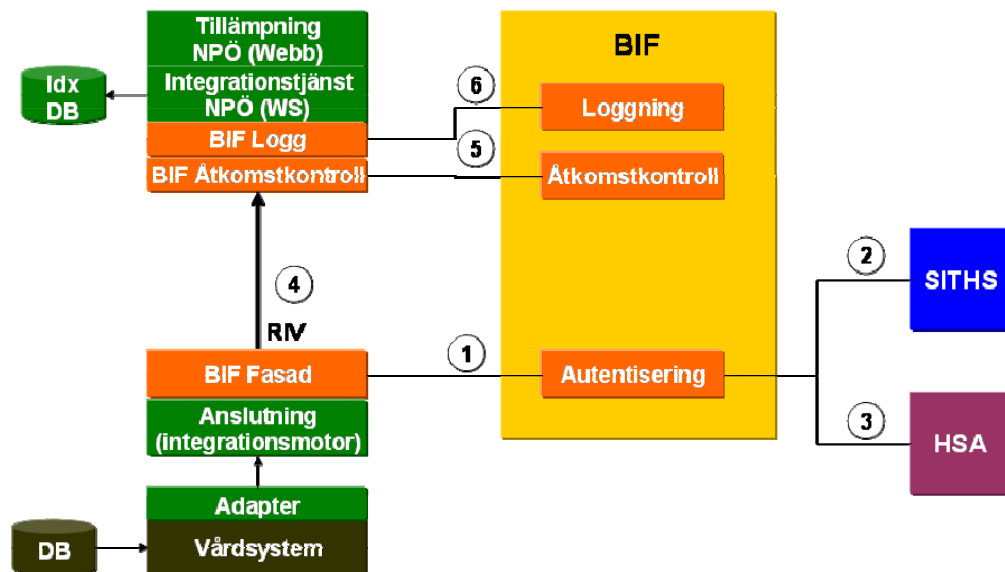 Tillämpning
NPÖ (Webb)
Integrationstjänst
NPÖ (WS)
BIF Logg
BIF Åtkomstkontroll
Idx
DB
BIF
6
Loggning
5
Åtkomstkontroll
4
RIV
2
SITHS
1
BIF Fasad
Autentisering
3
HSA
Anslutning
(integrationsmotor)
Adapter
Vårdsystem
DB